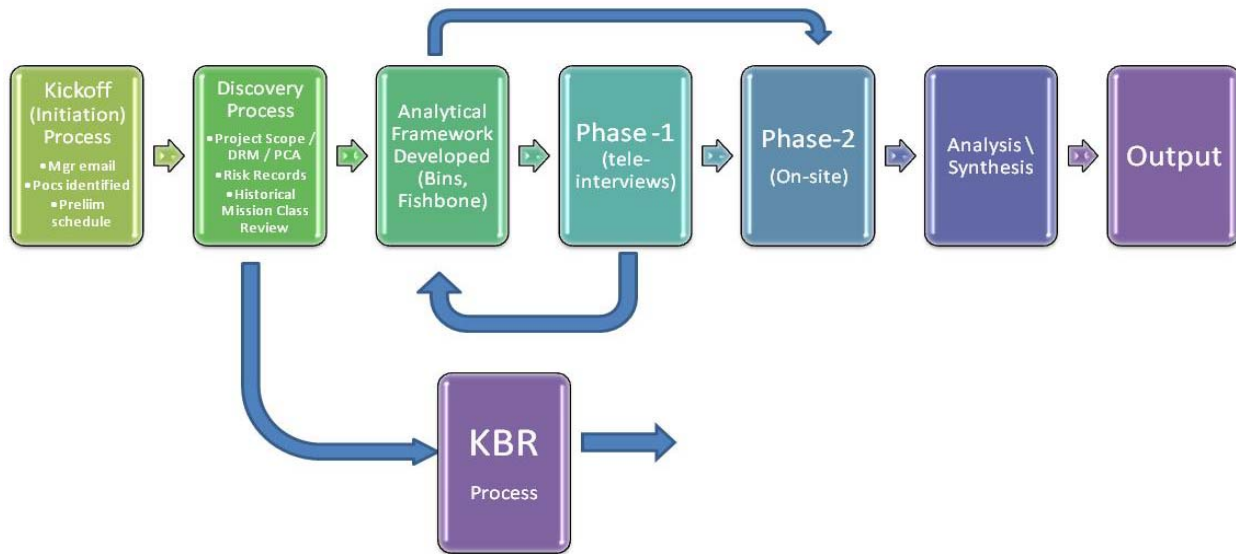 Kickoff
(Initiation)
Process
▪Mgr email
▪Pocs identified
▪Preliim
schedule
Discovery
Process
▪Project Scope /
DRM / PCA
▪Risk Records
▪Historical
Mission Class
Review
Analytical
Framework
Developed
(Bins,
Fishbone)
Phase -1
(tele-
interviews)
Phase-2
(On-site)
Analysis \
Synthesis
Output
KBR
Process